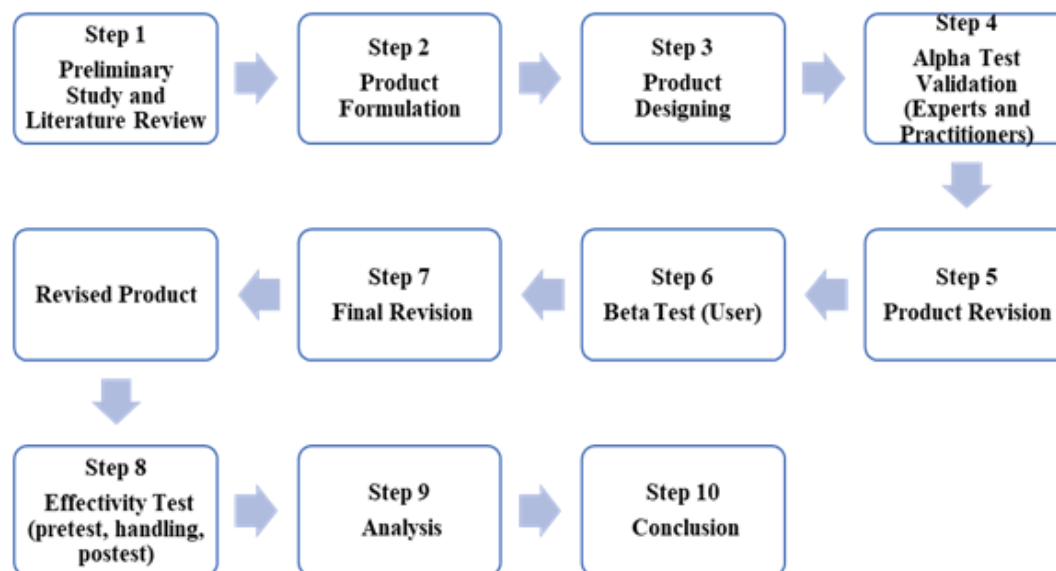 Step 1
Preliminary
Study and
Literature Review
Step 2
Product
Formulation
Step 3
Product
Designing
Step 4
Alpha Test
Validation
(Experts and
Practitioners)
Step 5
Product Revision
Step 6
Beta Test (User)
Step 7
Final Revision
Revised Product
Step 8
Effectivity Test
(pretest, handling,
postest)
Step 9
Analysis
Step 10
Conclusion